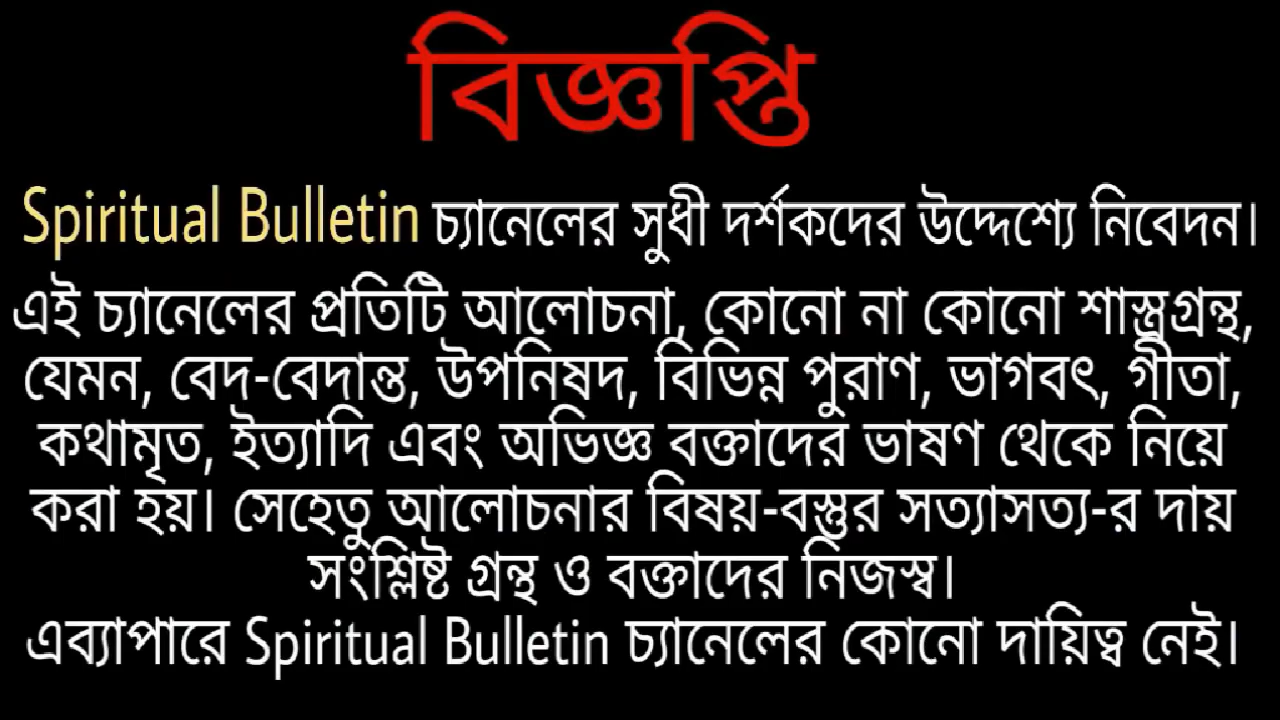 বিজ্ঞপ্তি
Spiritual Bulletin চ্যানেলের সুধী দর্শকদের উদ্দেশ্যে নিবেদন।
এই চ্যানেলের প্রতিটি আলোচনা, কোনো না কোনো শাস্ত্রগ্রন্থ,
যেমন, বেদ-বেদান্ত, উপনিষদ, বিভিন্ন পুরাণ, ভাগবৎ, গীতা,
কথামৃত, ইত্যাদি এবং অভিজ্ঞ বক্তাদের ভাষণ থেকে নিয়ে
করা হয়। সেহেতু আলোচনার বিষয়-বস্তুর সত্যাসত্য-র দায়
সংশ্লিষ্ট গ্রন্থ ও বক্তাদের নিজস্ব।
এব্যাপারে Spiritual Bulletin চ্যানেলের কোনো দায়িত্ব নেই।